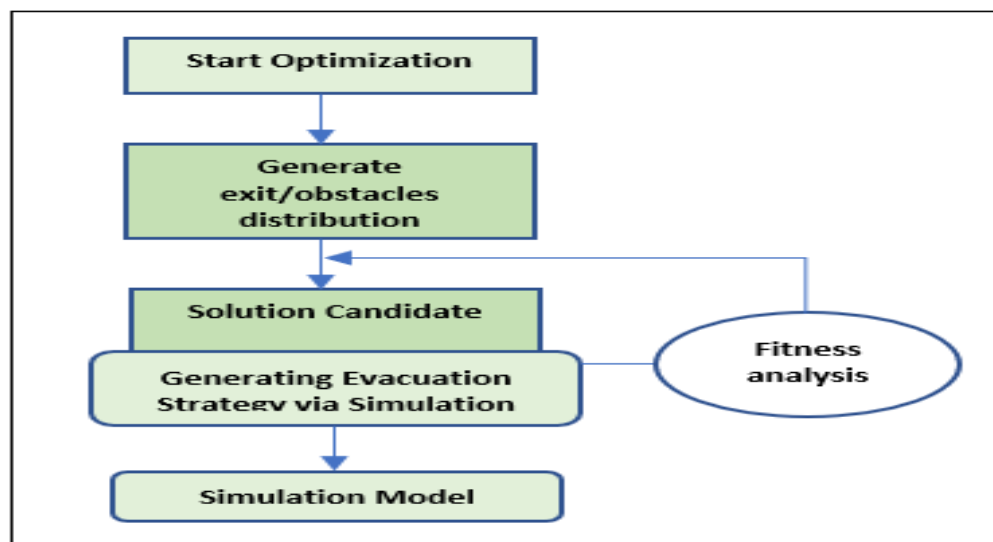 Start Optimization
Generate
exit/obstacles
distribution
Solution Candidate
Generating Evacuation
Strategy via Simulation
Fitness
analysis
Simulation Model